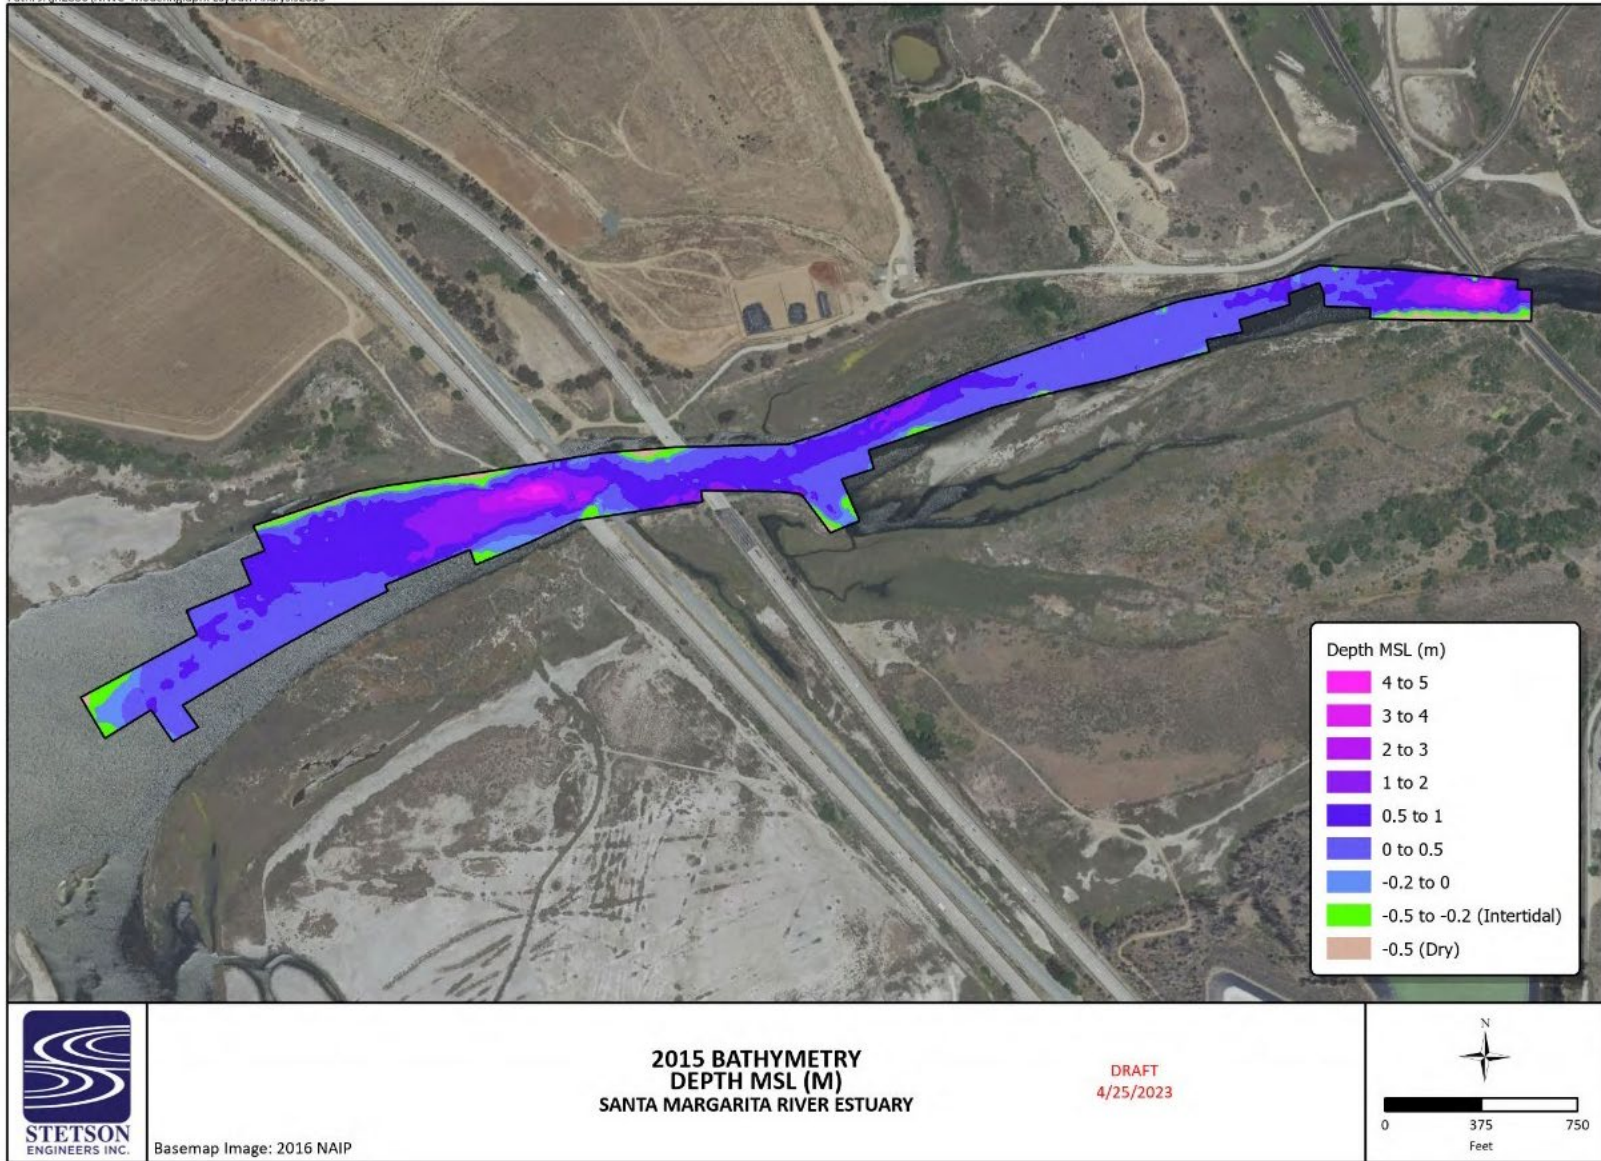 Depth MSL (m)
4 to 5
3 to 4
2 to 3
1 to 2
0.5 to 1
0 to 0.5
-0.2 to 0
-0.5 to -0.2 (Intertidal)
-0.5 (Dry)
STETSON
ENGINEERS INC.
Basemap Image: 2016 NAIP
2015 BATHYMETRY
DEPTH MSL (M)
SANTA MARGARITA RIVER ESTUARY
DRAFT
4/25/2023
N
0 375 750
Feet